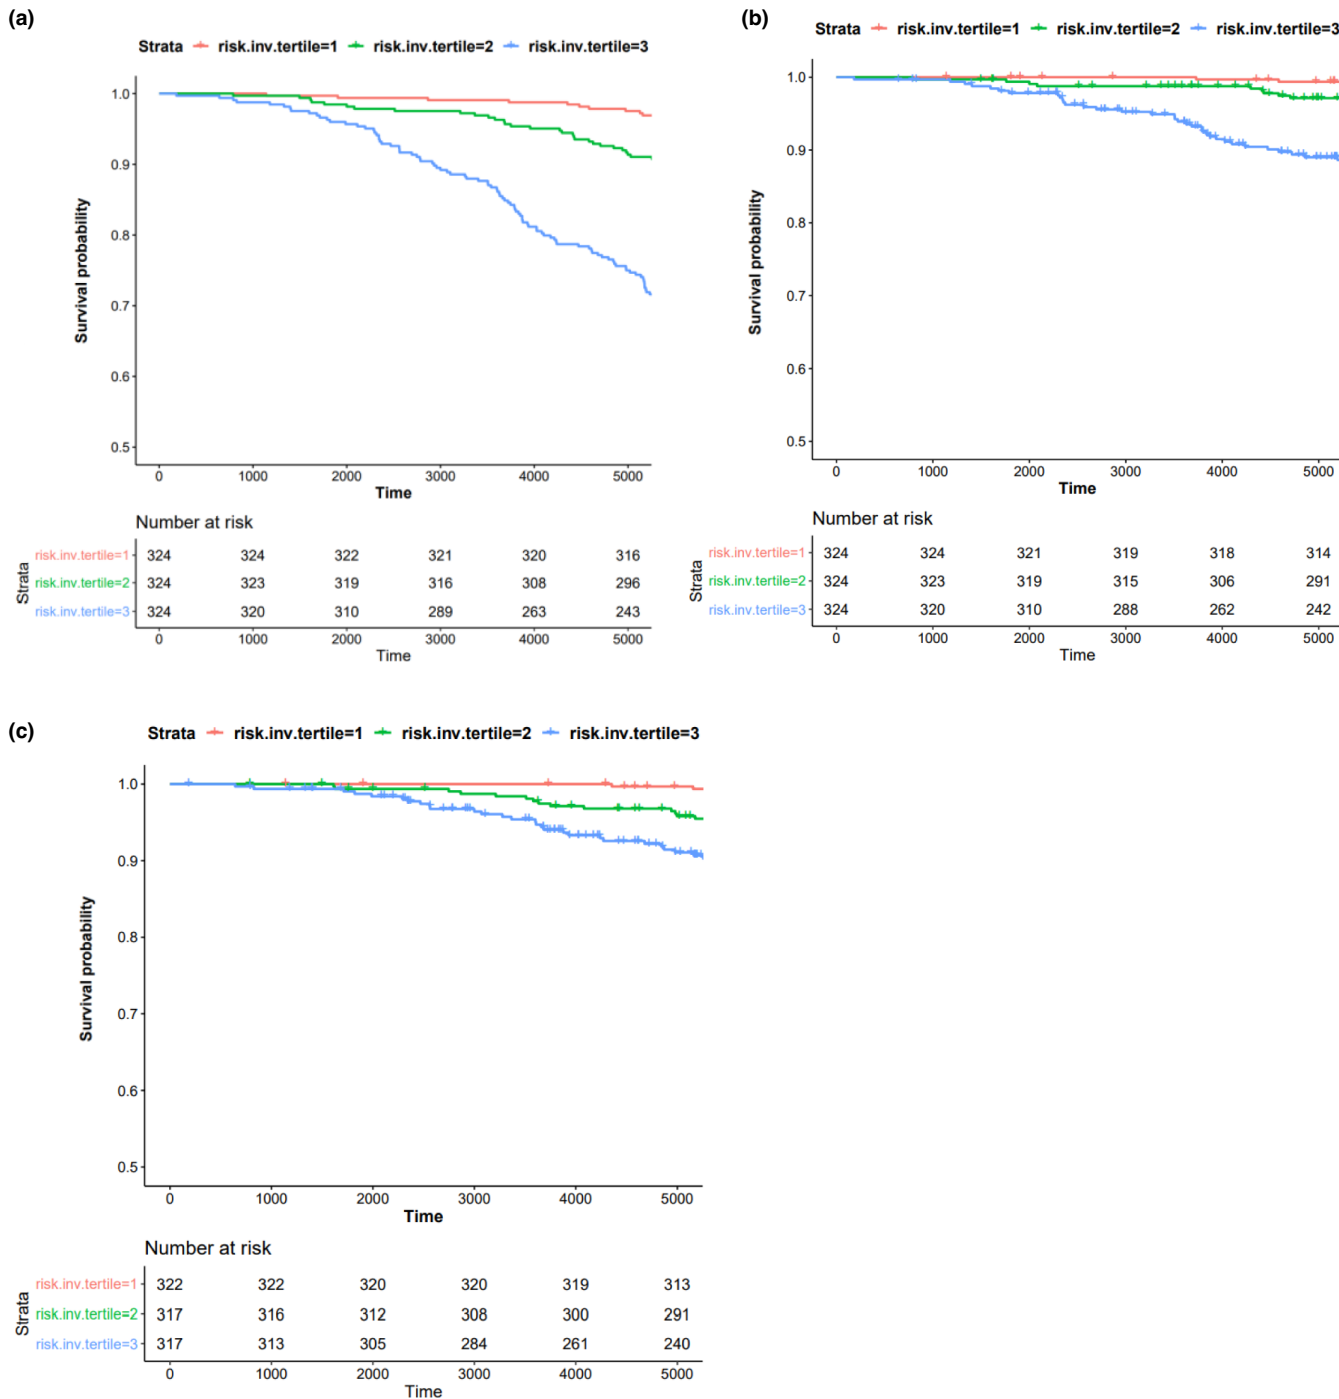 (a)
Strata risk.inv.tertile=1 risk.inv.tertile=2 risk.inv.tertile=3
1.0
0.9
0.8
0.7
0.6
0.5
Survival probability
0 1000 2000 3000 4000 5000
Time
Number at risk
Strata
risk.inv.tertile=1 324 324 322 321 320 316
risk.inv.tertile=2 324 323 319 316 308 296
risk.inv.tertile=3 324 320 310 289 263 243
0 1000 2000 3000 4000 5000
Time
(b)
Strata risk.inv.tertile=1 risk.inv.tertile=2 risk.inv.tertile=3
1.0
0.9
0.8
0.7
0.6
0.5
Survival probability
0 1000 2000 3000 4000 5000
Time
Number at risk
Strata
risk.inv.tertile=1 324 324 321 319 318 314
risk.inv.tertile=2 324 323 319 315 306 291
risk.inv.tertile=3 324 320 310 288 262 242
0 1000 2000 3000 4000 5000
Time
(c)
Strata risk.inv.tertile=1 risk.inv.tertile=2 risk.inv.tertile=3
1.0
0.9
0.8
0.7
0.6
0.5
Survival probability
0 1000 2000 3000 4000 5000
Time
Number at risk
Strata
risk.inv.tertile=1 322 322 320 320 319 313
risk.inv.tertile=2 317 316 312 308 300 291
risk.inv.tertile=3 317 313 305 284 261 240
0 1000 2000 3000 4000 5000
Time